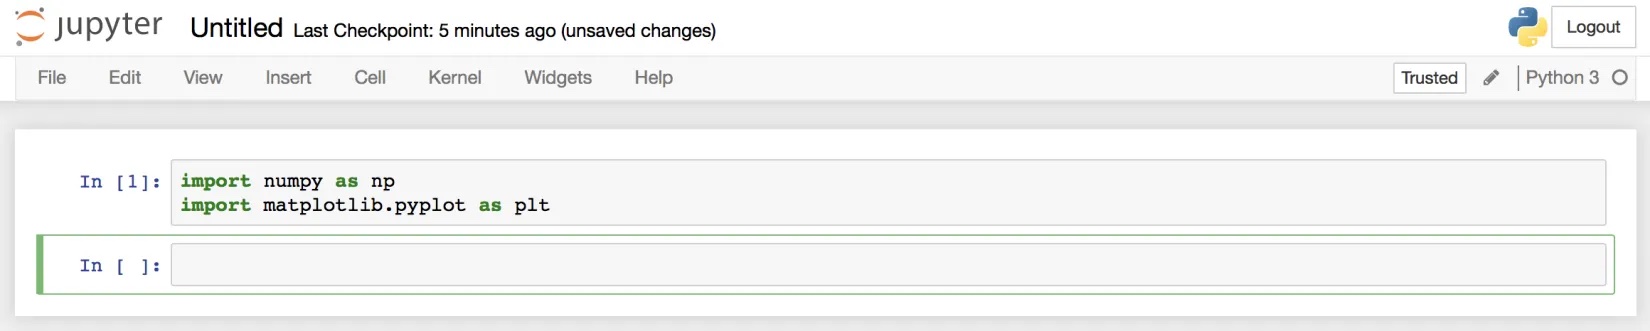 jupyter Untitled Last Checkpoint: 5 minutes ago (unsaved changes) Logout
File Edit View Insert Cell Kernel Widgets Help Trusted Python 3
In [1]: import numpy as np
import matplotlib.pyplot as plt
In [ ]: